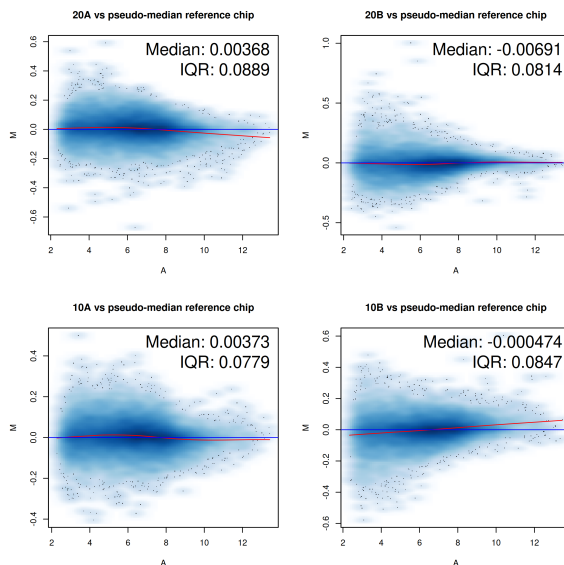 20A vs pseudo-median reference chip
Median: 0.00368
IQR: 0.0889
0.6
0.4
0.2
0.0
-0.2
-0.4
-0.6
M
2 4 6 8 10 12
A
20B vs pseudo-median reference chip
Median: -0.00691
IQR: 0.0814
1.0
0.5
0.0
-0.5
M
2 4 6 8 10 12
A
10A vs pseudo-median reference chip
Median: 0.00373
IQR: 0.0779
0.4
0.2
0.0
-0.2
-0.4
M
2 4 6 8 10 12
A
10B vs pseudo-median reference chip
Median: -0.000474
IQR: 0.0847
0.6
0.4
0.2
0.0
-0.2
-0.4
-0.6
M
2 4 6 8 10 12
A